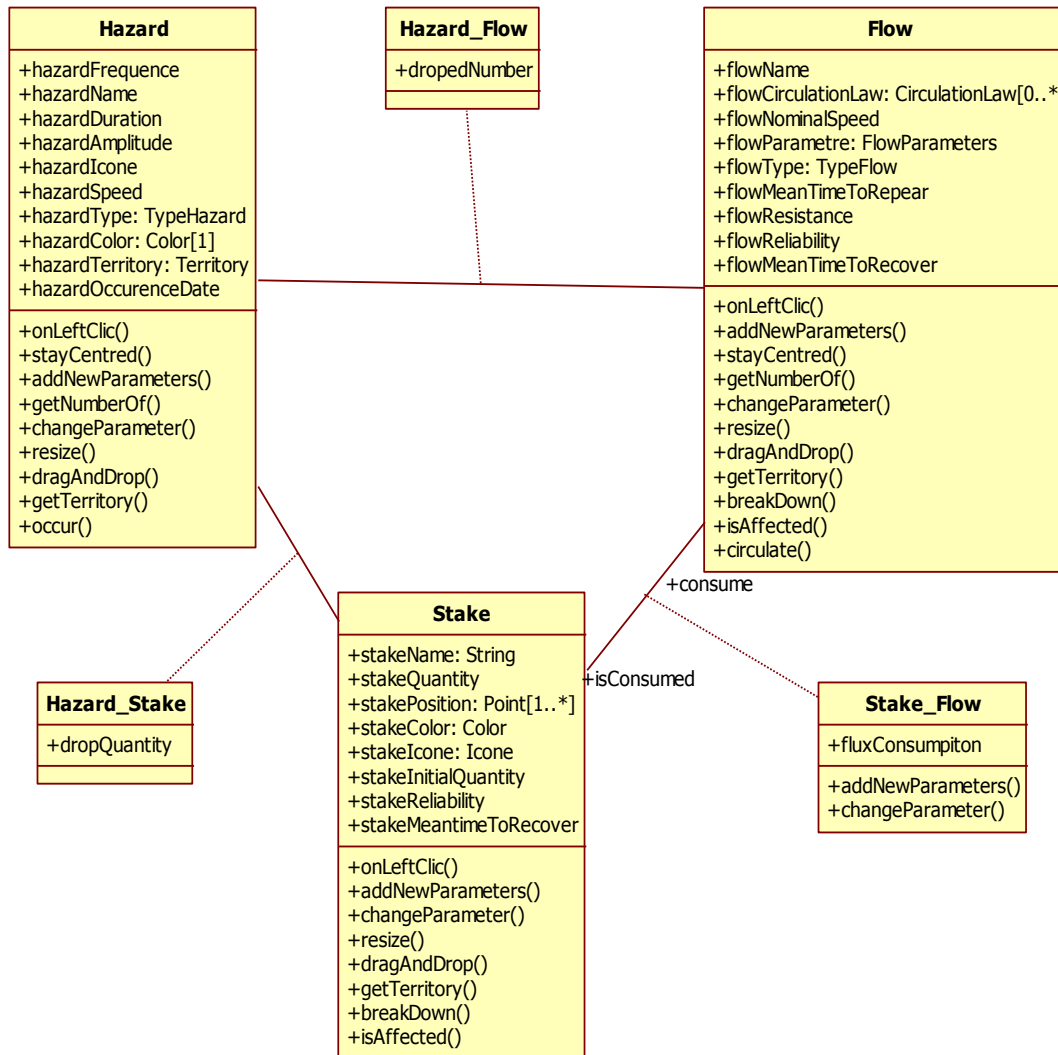 Hazard
+hazardFrequence
+hazardName
+hazardDuration
+hazardAmplitude
+hazardIcone
+hazardSpeed
+hazardType: TypeHazard
+hazardColor: Color[1]
+hazardTerritory: Territory
+hazardOccurenceDate
+onLeftClic()
+stayCentred()
+addNewParameters()
+getNumberOf()
+changeParameter()
+resize()
+dragAndDrop()
+getTerritory()
+occur()
Hazard_Flow
+dropedNumber
Flow
+flowName
+flowCirculationLaw: CirculationLaw[0..*
+flowNominalSpeed
+flowParametre: FlowParameters
+flowType: TypeFlow
+flowMeanTimeToRepear
+flowResistance
+flowReliability
+flowMeanTimeToRecover
+onLeftClic()
+addNewParameters()
+stayCentred()
+getNumberOf()
+changeParameter()
+resize()
+dragAndDrop()
+getTerritory()
+breakDown()
+isAffected()
+circulate()
+consume
+isConsumed
Hazard_Stake
+dropQuantity
Stake
+stakeName: String
+stakeQuantity
+stakePosition: Point[1..*]
+stakeColor: Color
+stakeIcone: Icone
+stakeInitialQuantity
+stakeReliability
+stakeMeantimeToRecover
+onLeftClic()
+addNewParameters()
+changeParameter()
+resize()
+dragAndDrop()
+getTerritory()
+breakDown()
+isAffected()
Stake_Flow
+fluxConsumpiton
+addNewParameters()
+changeParameter()